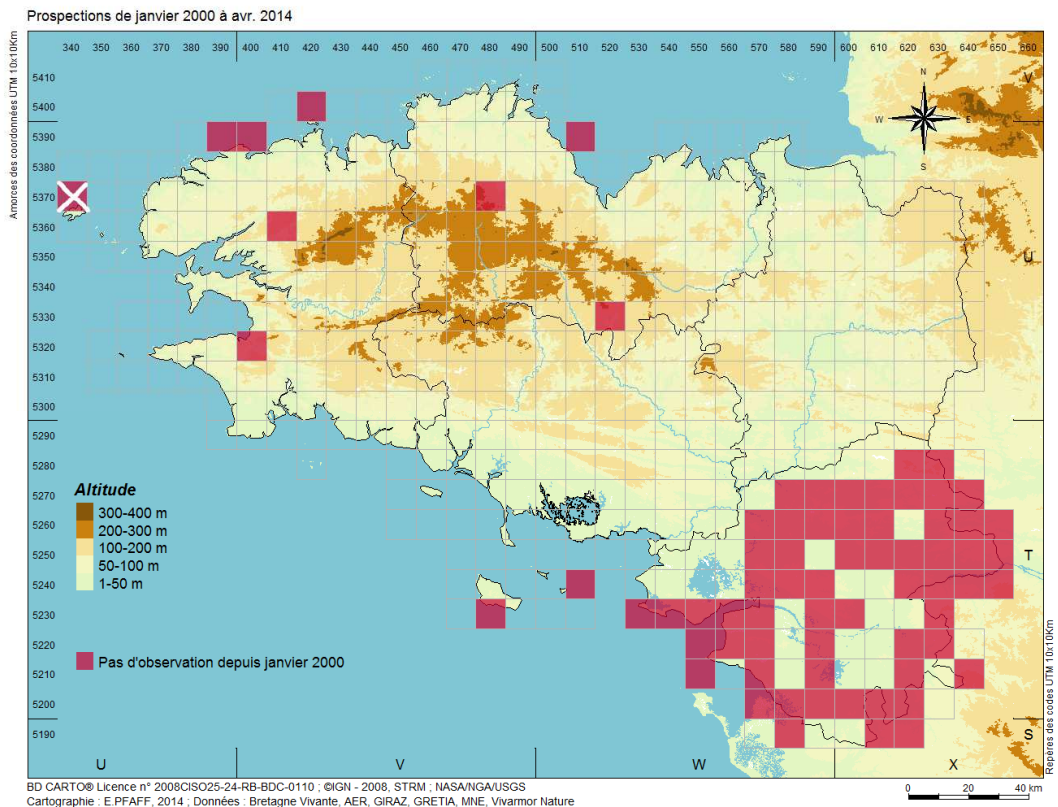 Prospections de janvier 2000 à avr. 2014
340 350 360 370 380 390 400 410 420 430 440 450 460 470 480 490 500 510 520 530 540 550 560 570 580 590 600 610 620 630 640 650 660
Amorces des coordonnées UTM 10x10Km
5410
5400
5390
5380
5370
5360
5350
5340
5330
5320
5310
5300
5290
5280
5270
5260
5250
5240
5230
5220
5210
5200
5190
N
W E
S
V
U
T
S
Repères des codes UTM 10x10Km
Altitude
300-400 m
200-300 m
100-200 m
50-100 m
1-50 m
Pas d'observation depuis janvier 2000
U V W X
0 20 40 km
BD CARTO® Licence n° 2008CISO25-24-RB-BDC-0110 ; ©IGN - 2008, STRM ; NASA/NGA/USGS
Cartographie : E.PFAFF, 2014 ; Données : Bretagne Vivante, AER, GIRAZ, GRETIA, MNE, Vivarmor Nature